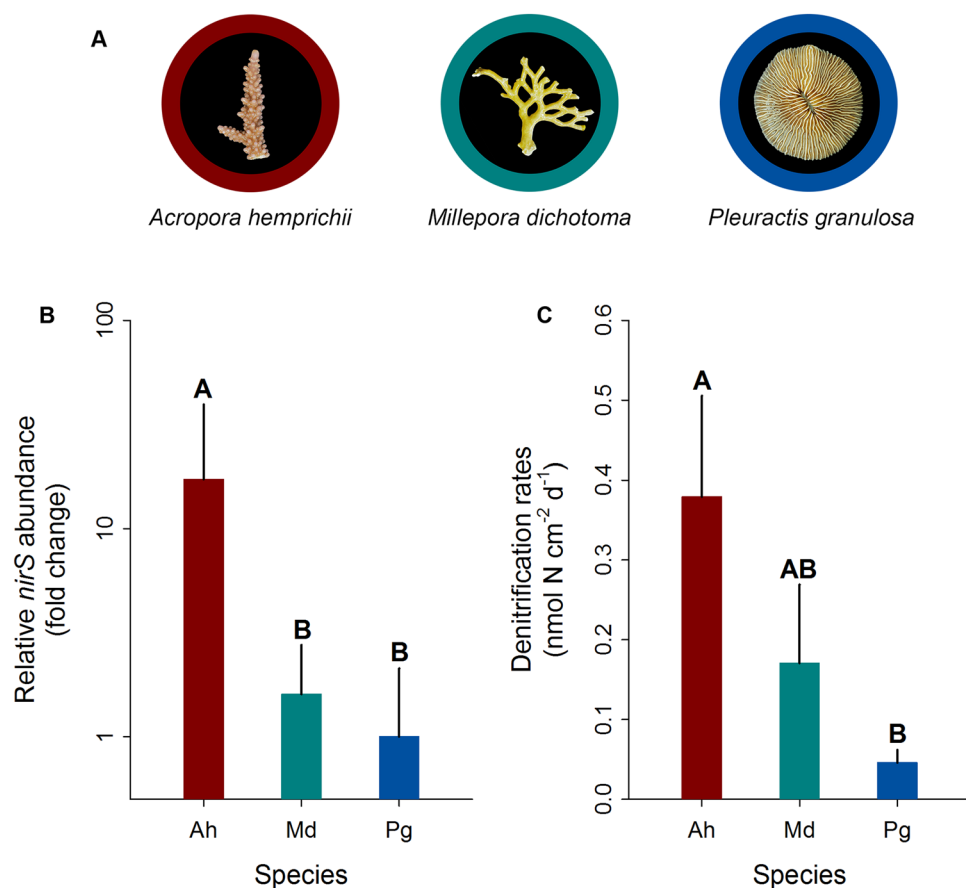 A
Acropora hemprichii
Millepora dichotoma
Pleuractis granulosa
B
Relative nirS abundance
(fold change)
100
10
1
A
B
B
Ah
Md
Pg
Species
C
Denitrification rates
(nmol N cm⁻² d⁻¹)
0.6
0.5
0.4
0.3
0.2
0.1
0.0
A
AB
B
Ah
Md
Pg
Species